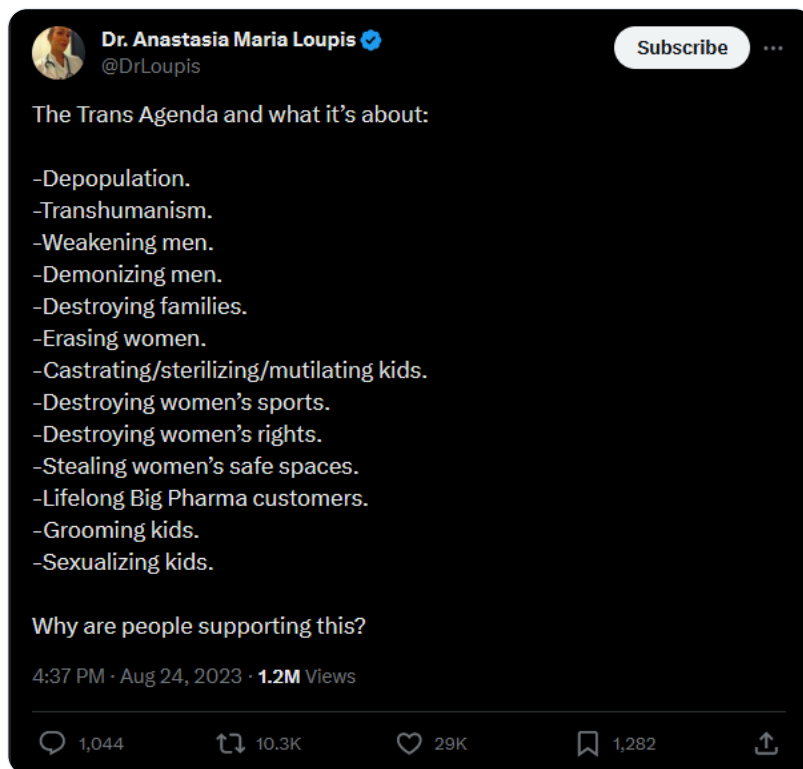 Dr. Anastasia Maria Loupis
Subscribe
@DrLoupis
The Trans Agenda and what it's about:
-Depopulation.
-Transhumanism.
-Weakening men.
-Demonizing men.
-Destroying families.
-Erasing women.
-Castrating/sterilizing/mutilating kids.
-Destroying women's sports.
-Destroying women's rights.
-Stealing women's safe spaces.
-Lifelong Big Pharma customers.
-Grooming kids.
-Sexualizing kids.
Why are people supporting this?
4:37 PM · Aug 24, 2023 · 1.2M Views
1,044 10.3K 29K 1,282